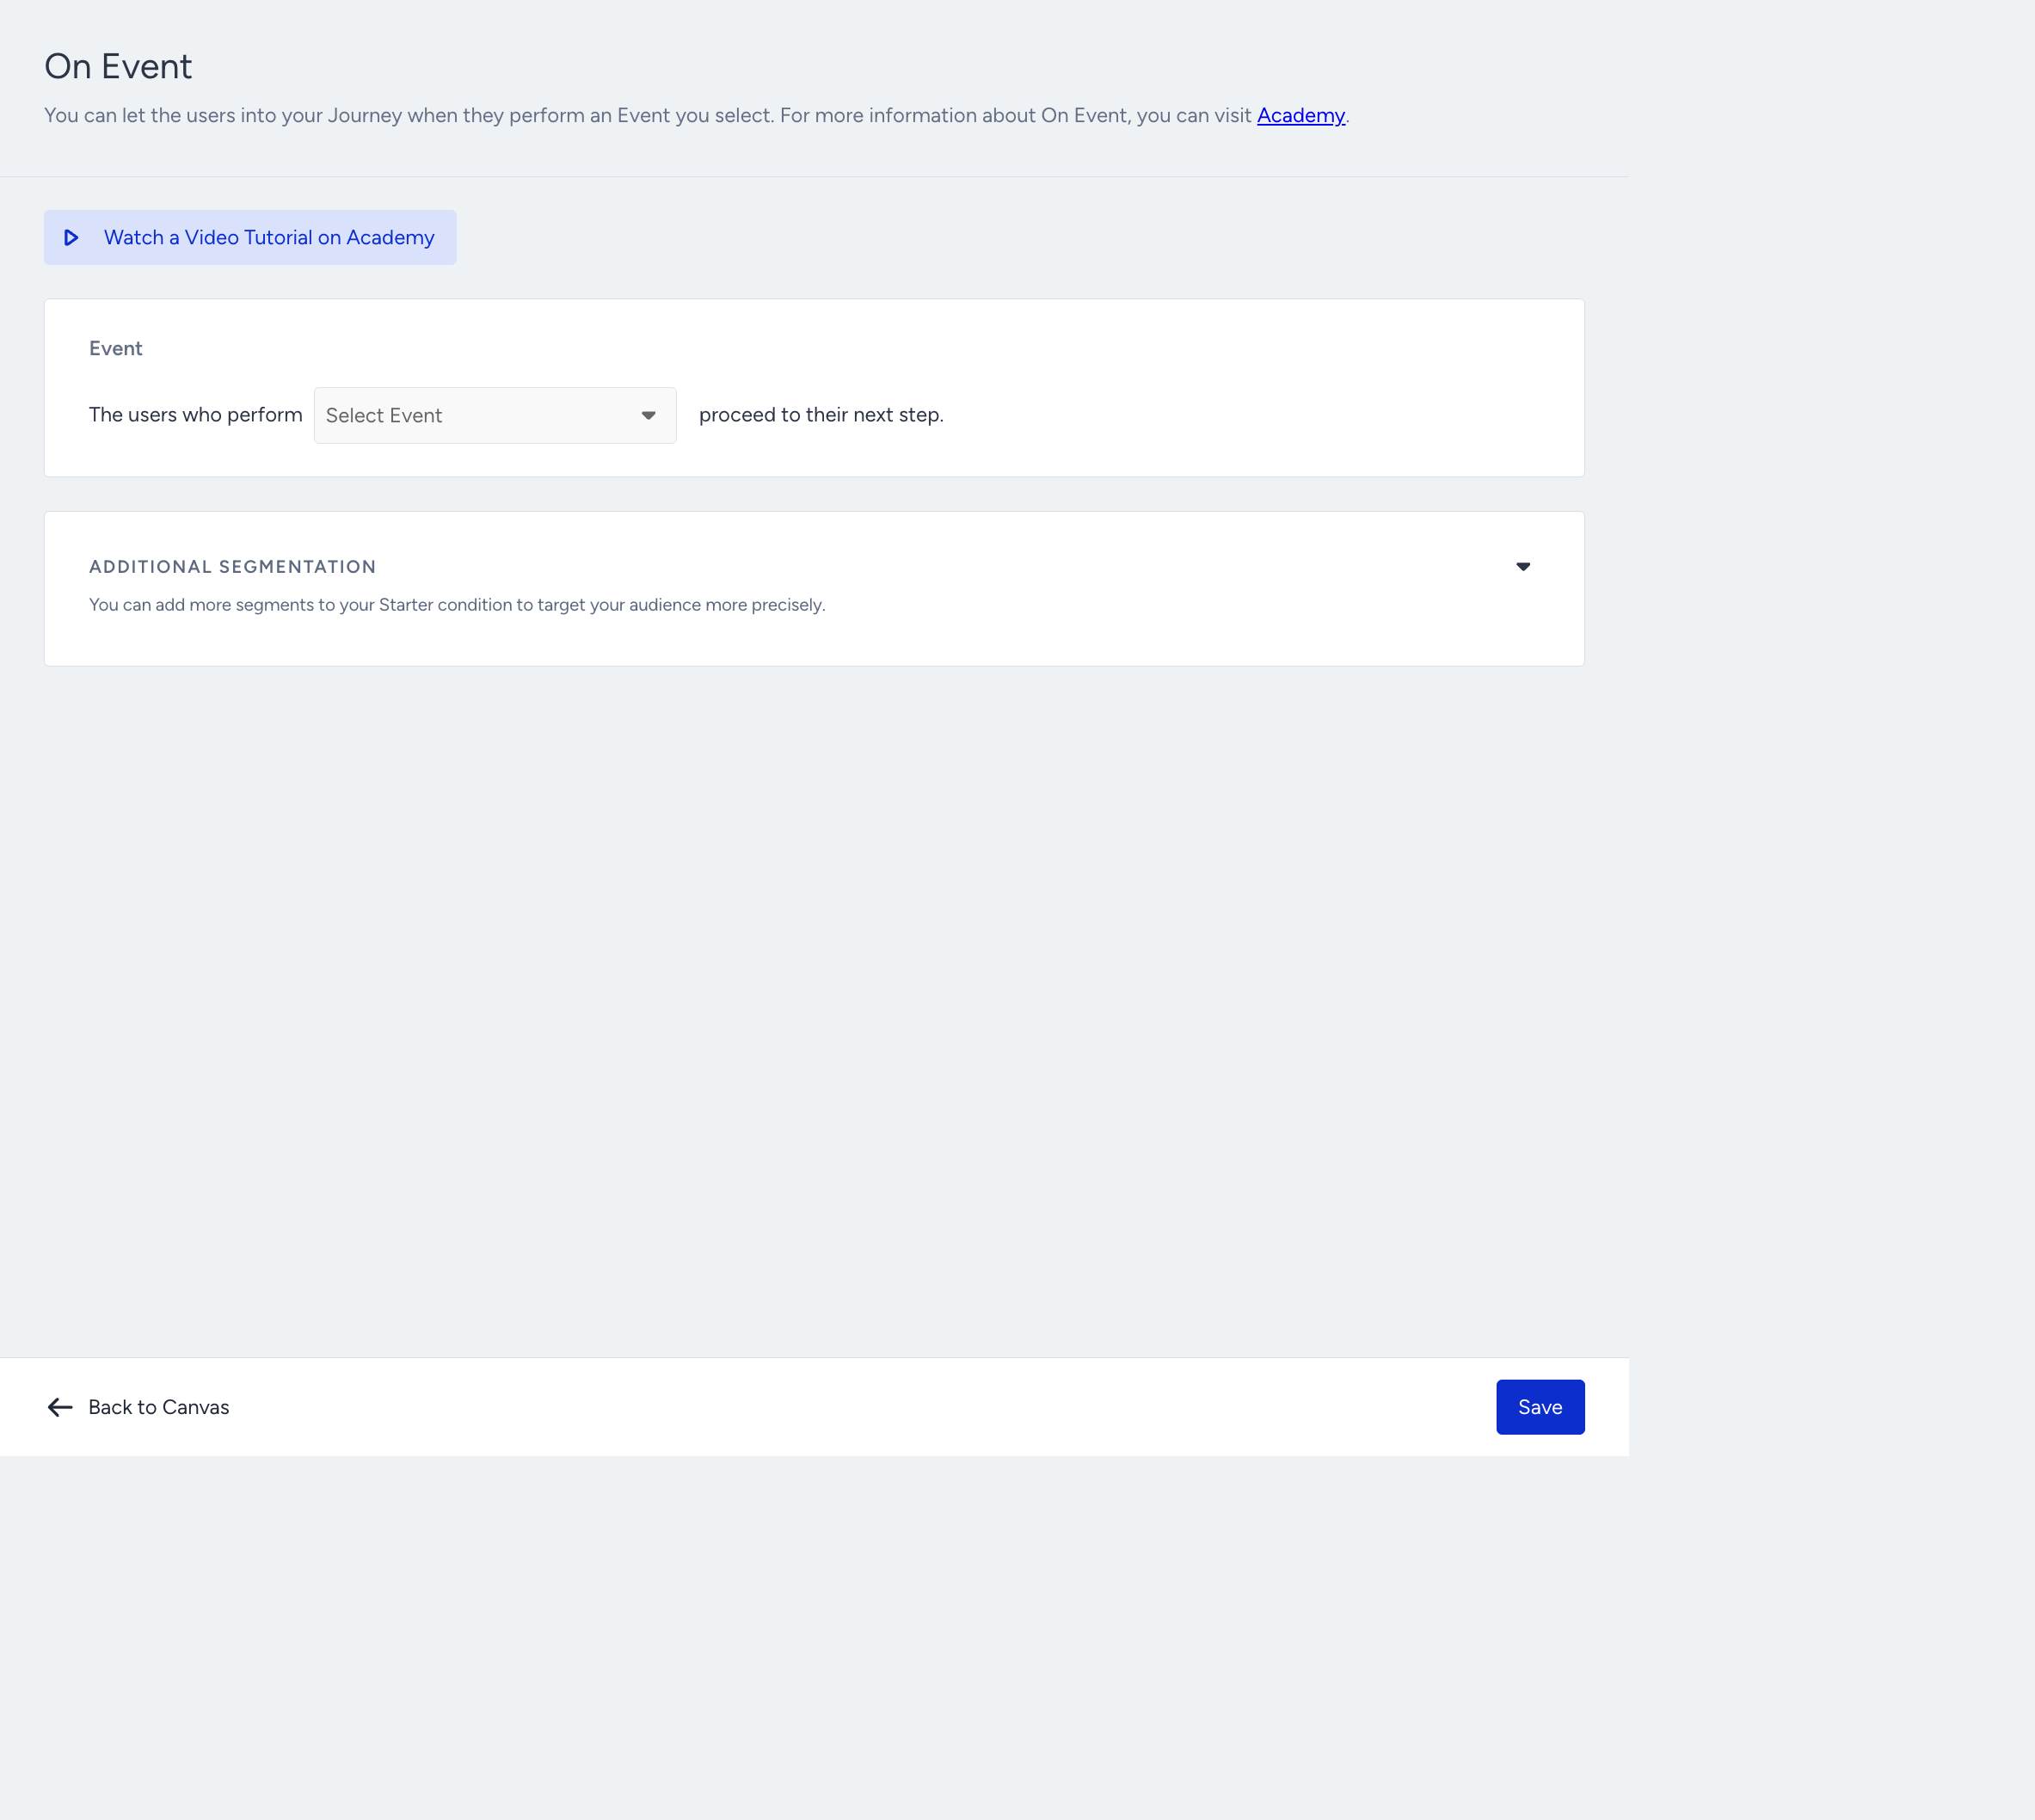 On Event
You can let the users into your Journey when they perform an Event you select. For more information about On Event, you can visit Academy.
Watch a Video Tutorial on Academy
Event
The users who perform Select Event proceed to their next step.
ADDITIONAL SEGMENTATION
You can add more segments to your Starter condition to target your audience more precisely.
Back to Canvas Save